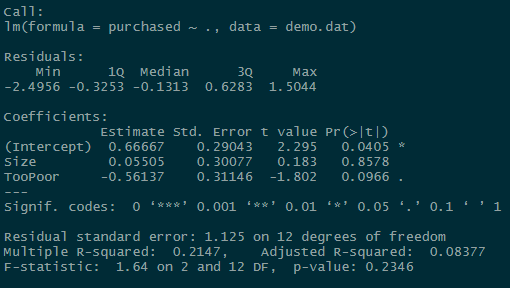 Call:
lm(formula = purchased ~ ., data = demo.dat)
Residuals:
Min 1Q Median 3Q Max
-2.4956 -0.3253 -0.1313 0.6283 1.5044
Coefficients:
Estimate Std. Error t value Pr(>|t|)
(Intercept) 0.66667 0.29043 2.295 0.0405 *
Size 0.05505 0.30077 0.183 0.8578
TooPoor -0.56137 0.31146 -1.802 0.0966 .
---
Signif. codes: 0 ‘***’ 0.001 ‘**’ 0.01 ‘*’ 0.05 ‘.’ 0.1 ‘ ’ 1
Residual standard error: 1.125 on 12 degrees of freedom
Multiple R-squared: 0.2147, Adjusted R-squared: 0.08377
F-statistic: 1.64 on 2 and 12 DF, p-value: 0.2346